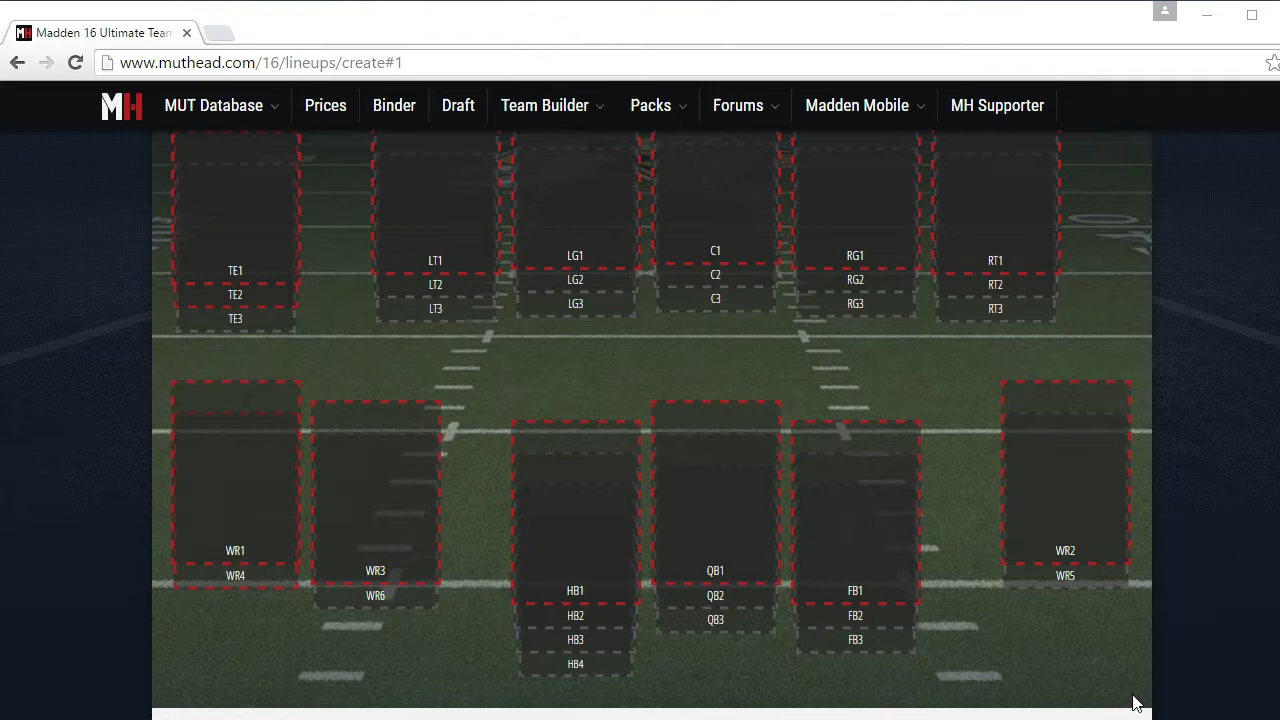 MH Madden 16 Ultimate Team
www.muthead.com/16/lineups/create#1
MH MUT Database Prices Binder Draft Team Builder Packs Forums Madden Mobile MH Supporter
C1
LG1 RG1
LT1 RT1
TE1
C2
LG2 RG2
LT2 RT2
TE2
C3
LG3 RG3
LT3 RT3
TE3
WR1 WR2
WR3 QB1
WR4 WR5
HB1 FB1
WR6 QB2
HB2 FB2
QB3
HB3 FB3
HB4